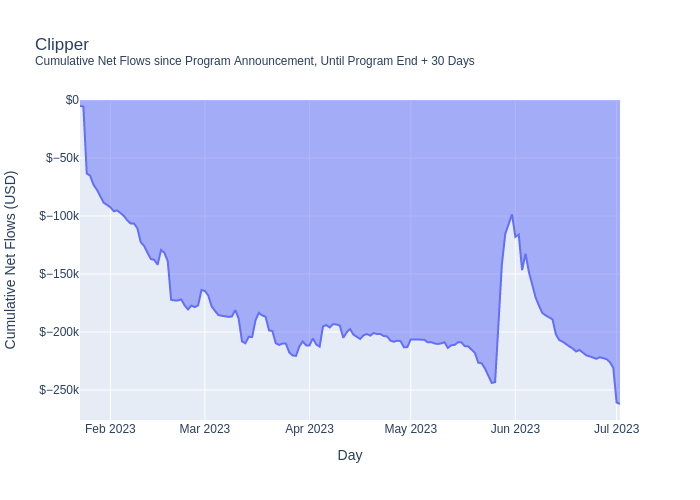 Clipper
Cumulative Net Flows since Program Announcement, Until Program End + 30 Days
$0
$−50k
$−100k
$−150k
$−200k
$−250k
Cumulative Net Flows (USD)
Feb 2023
Mar 2023
Apr 2023
May 2023
Jun 2023
Jul 2023
Day